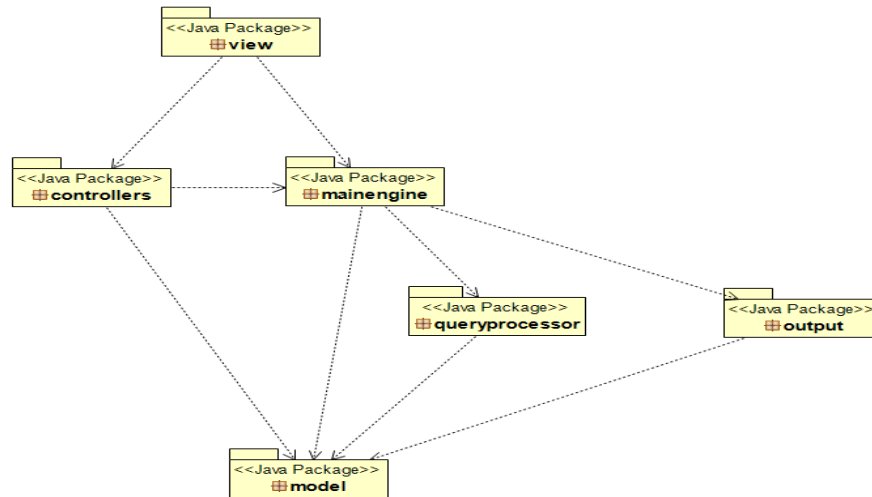 <<Java Package>>
view
<<Java Package>>
controllers
<<Java Package>>
mainengine
<<Java Package>>
queryprocessor
<<Java Package>>
output
<<Java Package>>
model